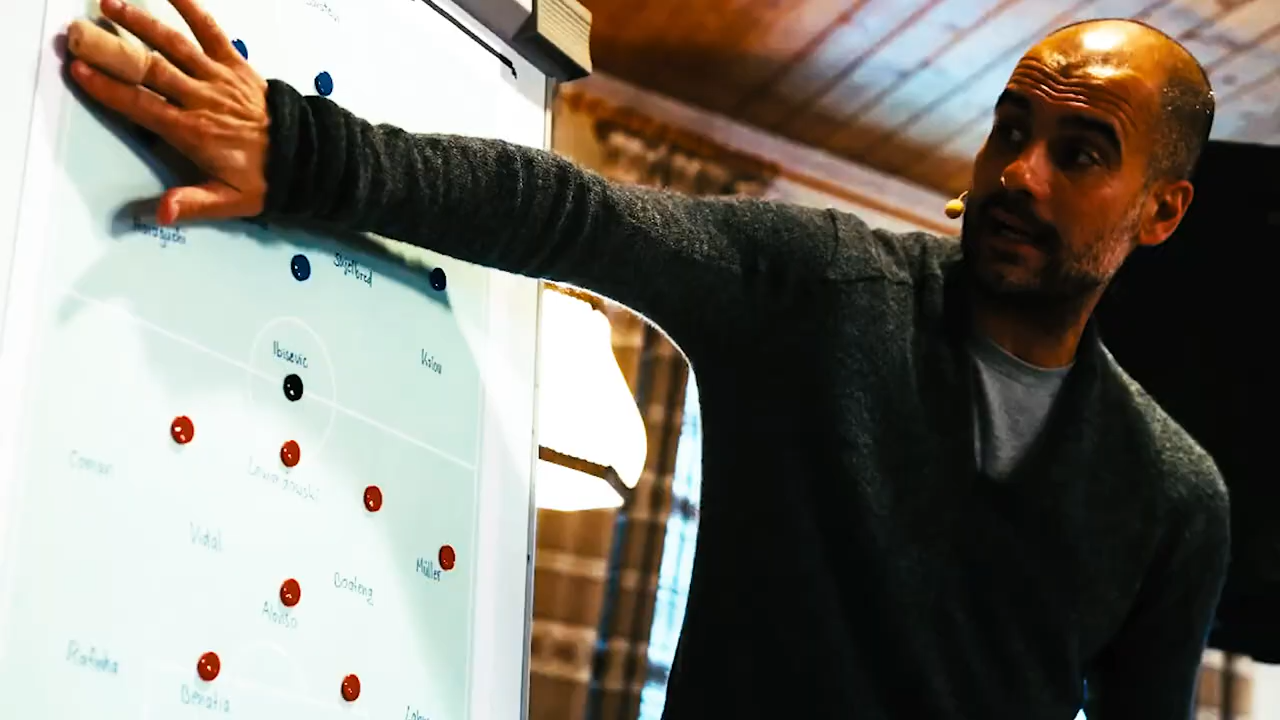 Skjelbred
Ibisevic
Kalou
Coman
Lewandowski
Vidal
Müller
Boateng
Alonso
Rafinha
Benatia